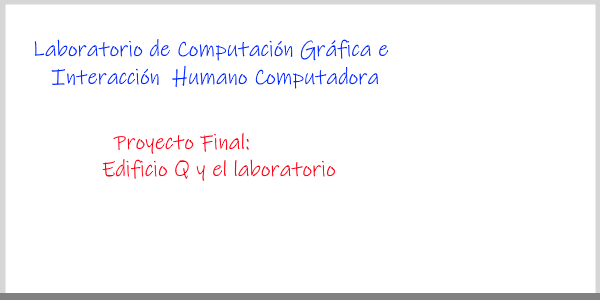 Laboratorio de Computación Gráfica e
Interacción Humano Computadora
Proyecto Final:
Edificio Q y el laboratorio